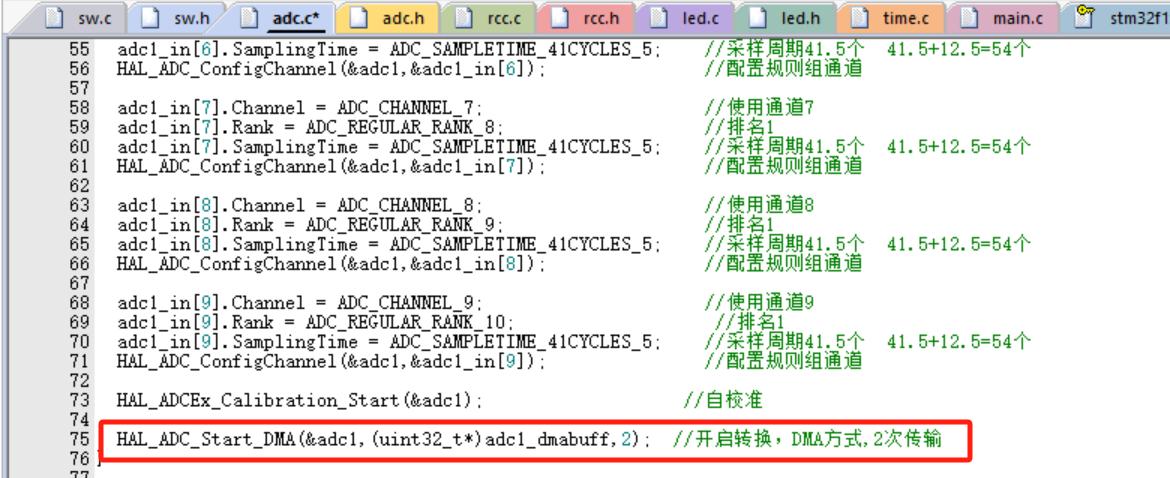 sw.c sw.h adc.c* adc.h rcc.c rcc.h led.c led.h time.c main.c stm32f1
55 adc1_in[6].SamplingTime = ADC_SAMPLETIME_41CYCLES_5; //采样周期41.5个 41.5+12.5=54个
56 HAL_ADC_ConfigChannel(&adc1,&adc1_in[6]); //配置规则组通道
57
58 adc1_in[7].Channel = ADC_CHANNEL_7; //使用通道7
59 adc1_in[7].Rank = ADC_REGULAR_RANK_8; //排名1
60 adc1_in[7].SamplingTime = ADC_SAMPLETIME_41CYCLES_5; //采样周期41.5个 41.5+12.5=54个
61 HAL_ADC_ConfigChannel(&adc1,&adc1_in[7]); //配置规则组通道
62
63 adc1_in[8].Channel = ADC_CHANNEL_8; //使用通道8
64 adc1_in[8].Rank = ADC_REGULAR_RANK_9; //排名1
65 adc1_in[8].SamplingTime = ADC_SAMPLETIME_41CYCLES_5; //采样周期41.5个 41.5+12.5=54个
66 HAL_ADC_ConfigChannel(&adc1,&adc1_in[8]); //配置规则组通道
67
68 adc1_in[9].Channel = ADC_CHANNEL_9; //使用通道9
69 adc1_in[9].Rank = ADC_REGULAR_RANK_10; //排名1
70 adc1_in[9].SamplingTime = ADC_SAMPLETIME_41CYCLES_5; //采样周期41.5个 41.5+12.5=54个
71 HAL_ADC_ConfigChannel(&adc1,&adc1_in[9]); //配置规则组通道
72
73 HAL_ADCEx_Calibration_Start(&adc1); //自校准
74
75 HAL_ADC_Start_DMA(&adc1,(uint32_t*)adc1_dmabuff,2); //开启转换，DMA方式,2次传输
76 }
77